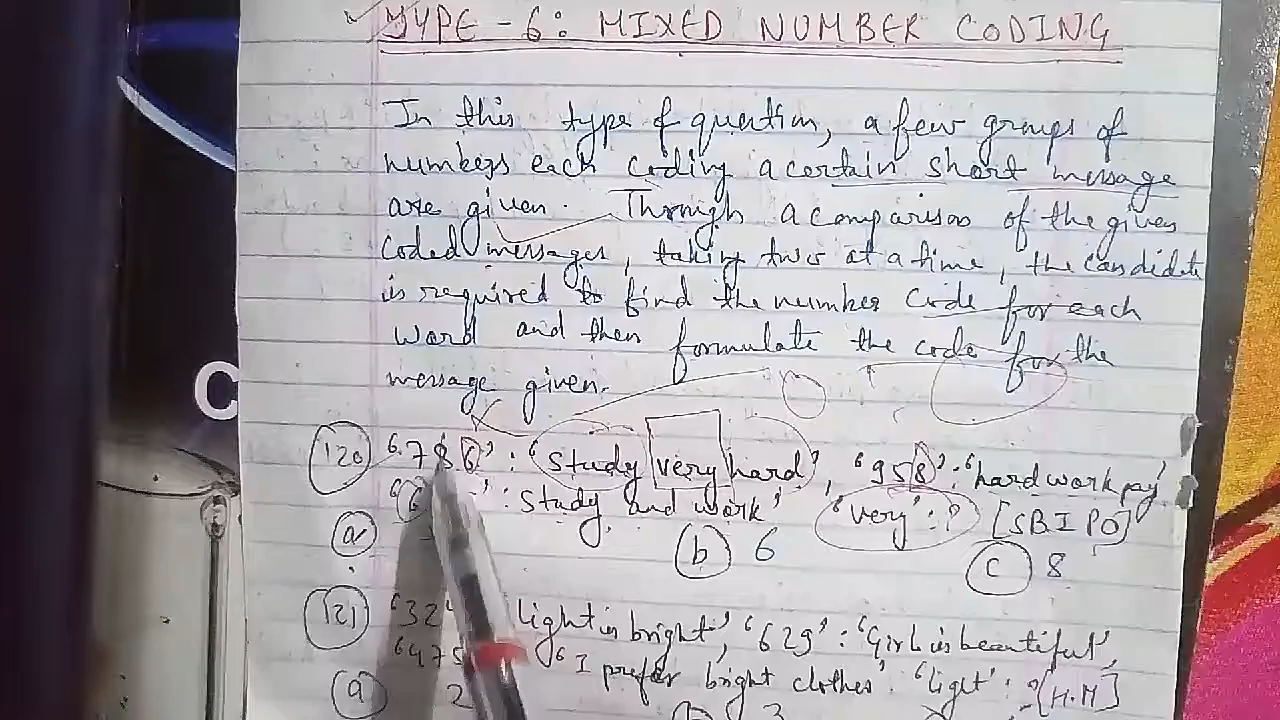 TYPE-6: MIXED NUMBER CODING
In this type of question, a few groups of
numbers each coding a certain short message
are given. Through a comparison of the given
coded messages, taking two at a time, the candidate
is required to find the number code for each
word and then formulate the code for the
message given.
C
(120) '786': 'Study very hard', '958': 'hard work pay'
: Study and work' 'very': ? [SBI PO]
(a) (b) 6 (c) 8
(121) '32 light is bright', '629': 'Girl is beautiful',
'475 'I prefer bright clothes'. 'light': ? [H.M]
(a) 2 3